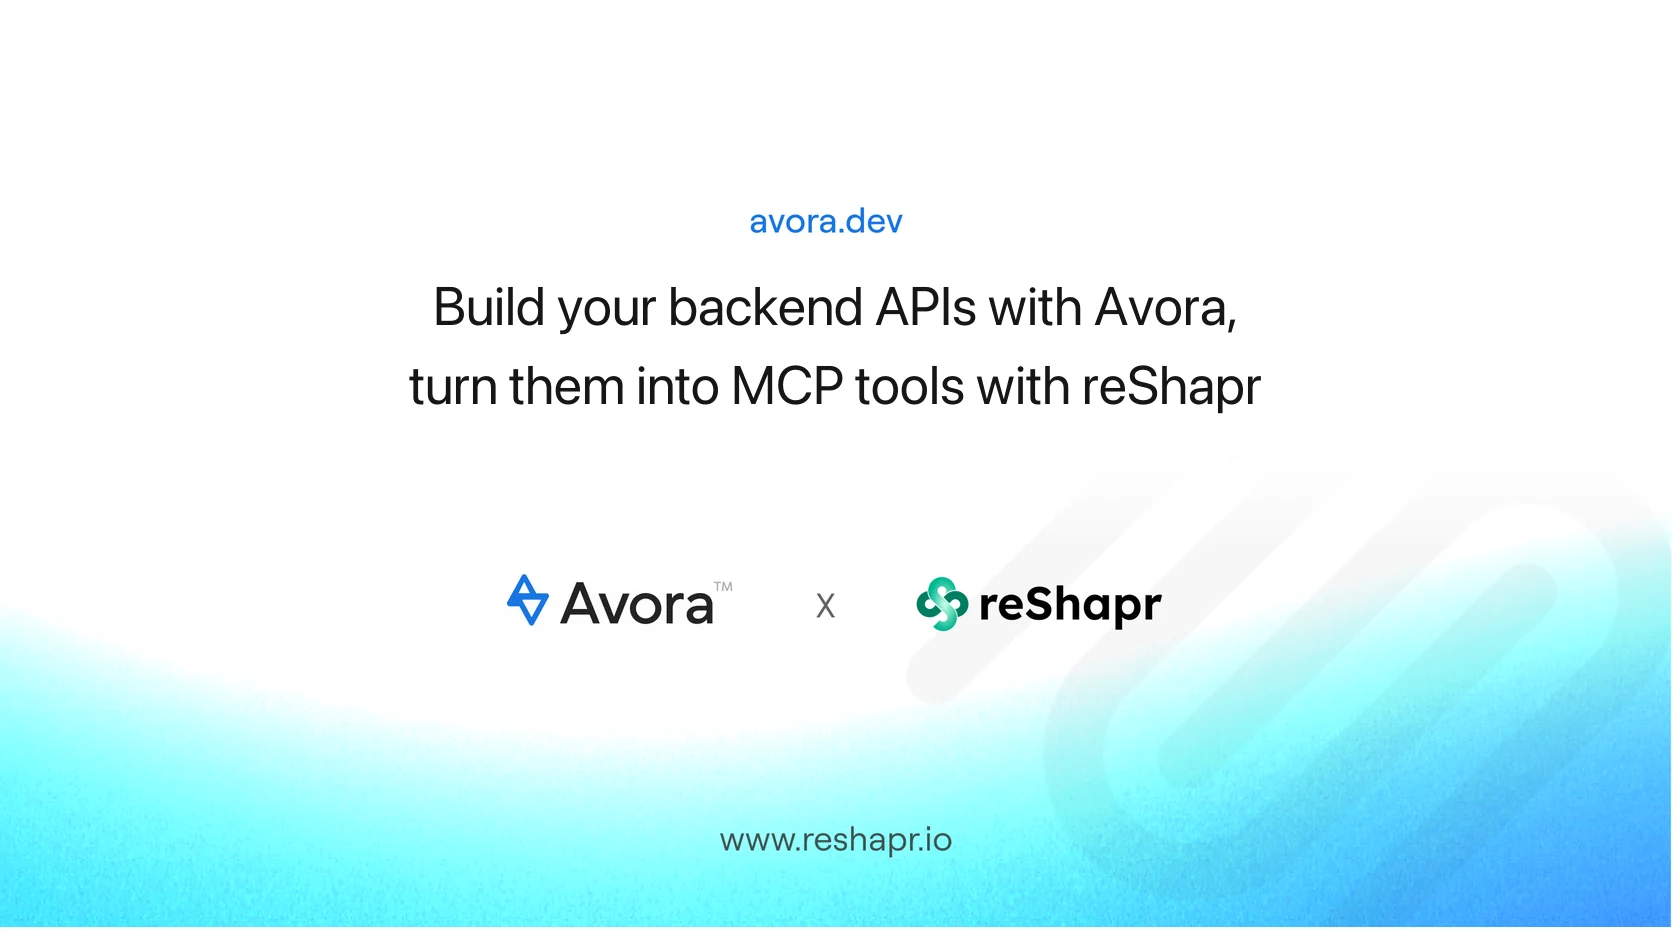 avora.dev
Build your backend APIs with Avora,
turn them into MCP tools with reShapr
Avora™ x reShapr
www.reshapr.io